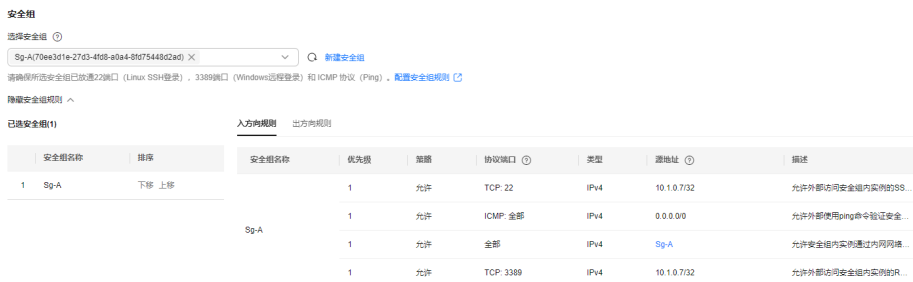 安全组
选择安全组
Sg-A(70ee3d1e-27d3-4fd8-a0a4-8fd75448d2ad)
新建安全组
请确保所选安全组已放通22端口（Linux SSH登录）、3389端口（Windows远程登录）和 ICMP 协议（Ping）。配置安全组规则
隐藏安全组规则
已选安全组(1)
入方向规则 出方向规则
安全组名称 排序
1 Sg-A 下移 上移
安全组名称 优先级 策略 协议端口 类型 源地址 描述
1 允许 TCP: 22 IPv4 10.1.0.7/32 允许外部访问安全组内实例的SS...
1 允许 ICMP: 全部 IPv4 0.0.0.0/0 允许外部使用ping命令验证安全...
Sg-A
1 允许 全部 IPv4 Sg-A 允许安全组内实例通过内网网络...
1 允许 TCP: 3389 IPv4 10.1.0.7/32 允许外部访问安全组内实例的R...